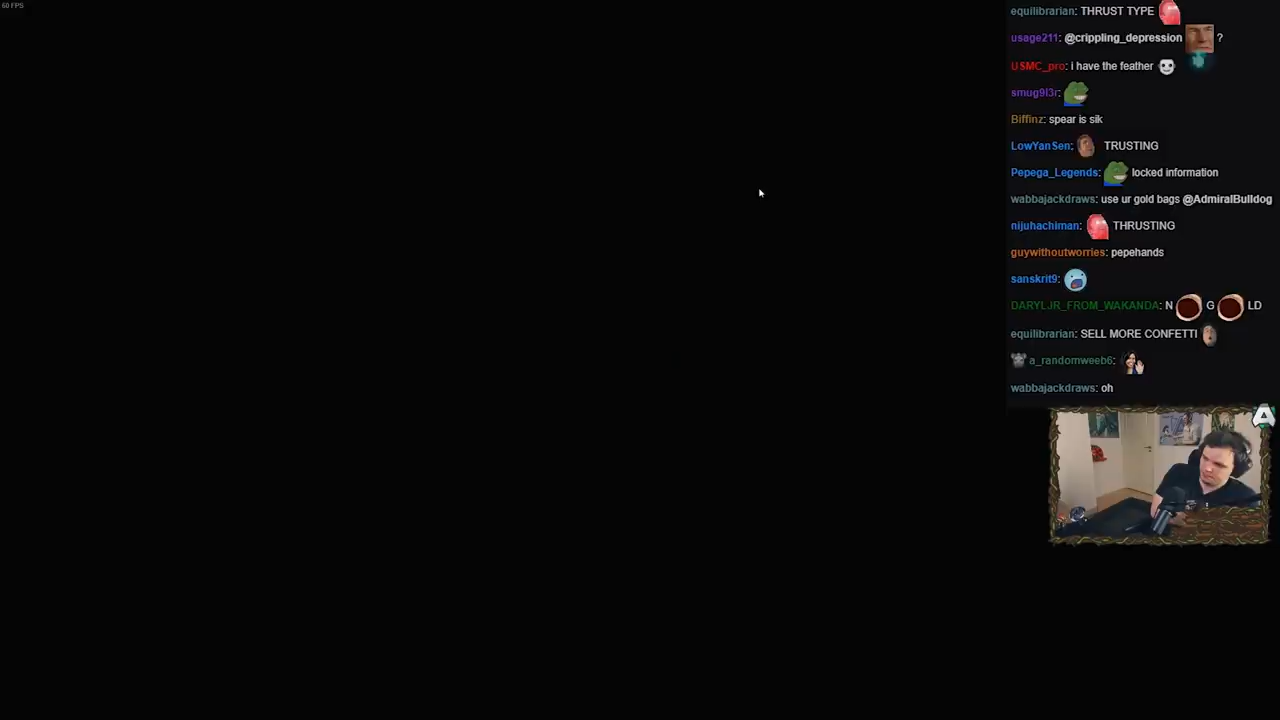 60 FPS
equilibrarian: THRUST TYPE
usage211: @crippling_depression ?
USMC_pro: i have the feather
smug9l3r:
Biffinz: spear is sik
LowYanSen: TRUSTING
Pepega_Legends: locked information
wabbajackdraws: use ur gold bags @AdmiralBulldog
nijuhachiman: THRUSTING
guywithoutworries: pepehands
sanskrit9:
DARYLJR_FROM_WAKANDA: N G LD
equilibrarian: SELL MORE CONFETTI
a_randomweeb6:
wabbajackdraws: oh
A